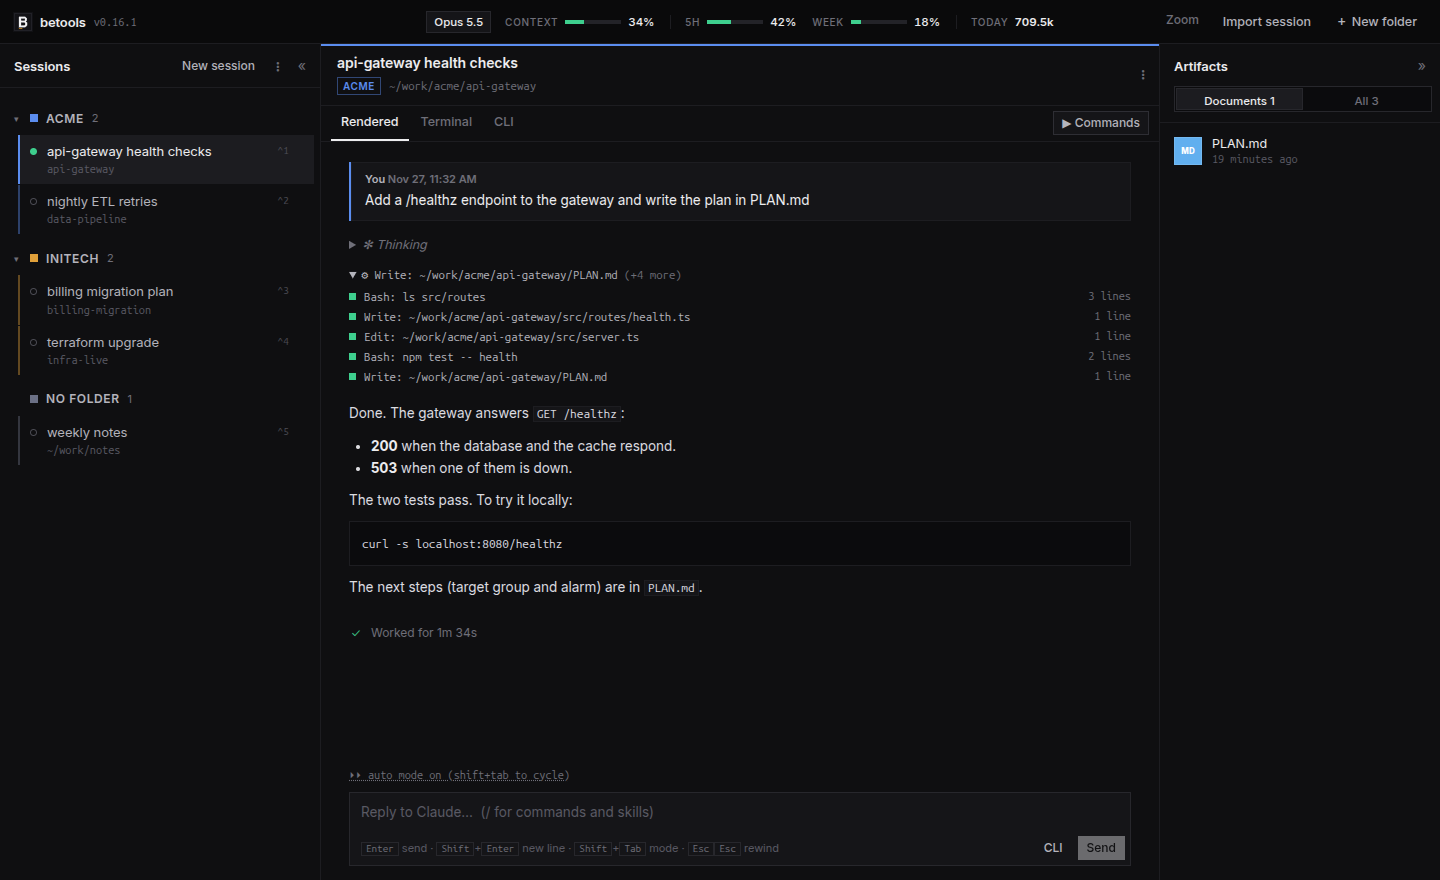 B betools v0.16.1
Opus 5.5 CONTEXT 34% 5H 42% WEEK 18% TODAY 709.5k
Zoom Import session + New folder
Sessions New session ⋮ «
▾ ACME 2
api-gateway health checks ^1
api-gateway
nightly ETL retries ^2
data-pipeline
▾ INITECH 2
billing migration plan ^3
billing-migration
terraform upgrade ^4
infra-live
NO FOLDER 1
weekly notes ^5
~/work/notes
api-gateway health checks
ACME ~/work/acme/api-gateway
Rendered Terminal CLI ▶ Commands
You Nov 27, 11:32 AM
Add a /healthz endpoint to the gateway and write the plan in PLAN.md
▶ ✻ Thinking
▼ ⚙ Write: ~/work/acme/api-gateway/PLAN.md (+4 more)
Bash: ls src/routes 3 lines
Write: ~/work/acme/api-gateway/src/routes/health.ts 1 line
Edit: ~/work/acme/api-gateway/src/server.ts 1 line
Bash: npm test -- health 2 lines
Write: ~/work/acme/api-gateway/PLAN.md 1 line
Done. The gateway answers GET /healthz:
• 200 when the database and the cache respond.
• 503 when one of them is down.
The two tests pass. To try it locally:
curl -s localhost:8080/healthz
The next steps (target group and alarm) are in PLAN.md.
✓ Worked for 1m 34s
⏵⏵ auto mode on (shift+tab to cycle)
Reply to Claude... (/ for commands and skills)
Enter send · Shift+Enter new line · Shift+Tab mode · Esc Esc rewind
CLI Send
Artifacts »
Documents 1 All 3
MD PLAN.md
19 minutes ago